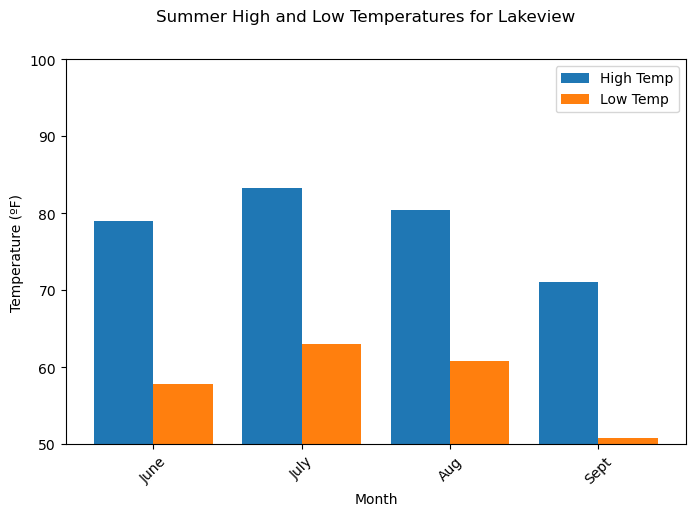 Summer High and Low Temperatures for Lakeview
High Temp
Low Temp
Temperature (ºF)
100
90
80
70
60
50
June
July
Aug
Sept
Month